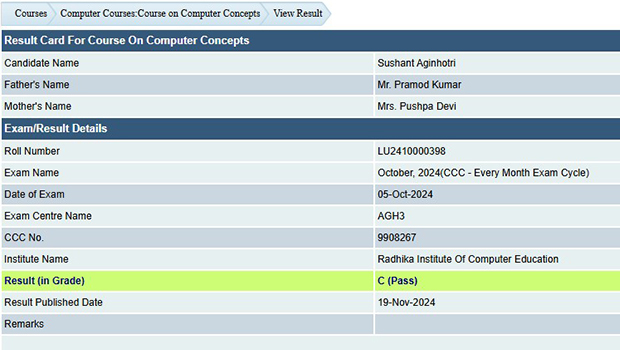 Courses Computer Courses:Course on Computer Concepts View Result
Result Card For Course On Computer Concepts
Candidate Name Sushant Aginhotri
Father's Name Mr. Pramod Kumar
Mother's Name Mrs. Pushpa Devi
Exam/Result Details
Roll Number LU2410000398
Exam Name October, 2024(CCC - Every Month Exam Cycle)
Date of Exam 05-Oct-2024
Exam Centre Name AGH3
CCC No. 9908267
Institute Name Radhika Institute Of Computer Education
Result (in Grade) C (Pass)
Result Published Date 19-Nov-2024
Remarks